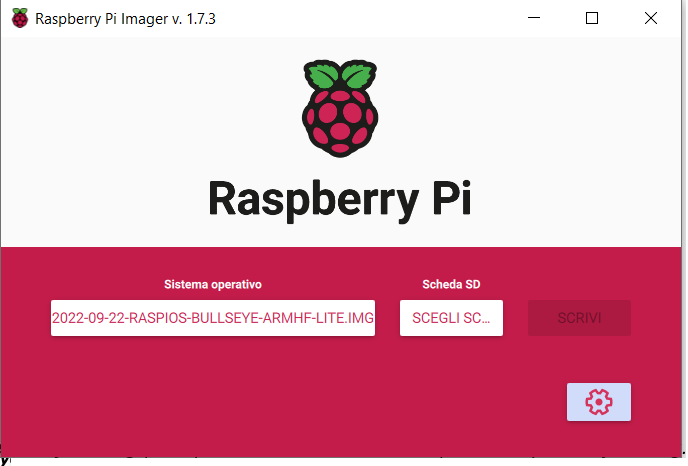 Raspberry Pi Imager v. 1.7.3
Raspberry Pi
Sistema operativo
Scheda SD
2022-09-22-RASPIOS-BULLSEYE-ARMHF-LITE.IMG
SCEGLI SC...
SCRIVI